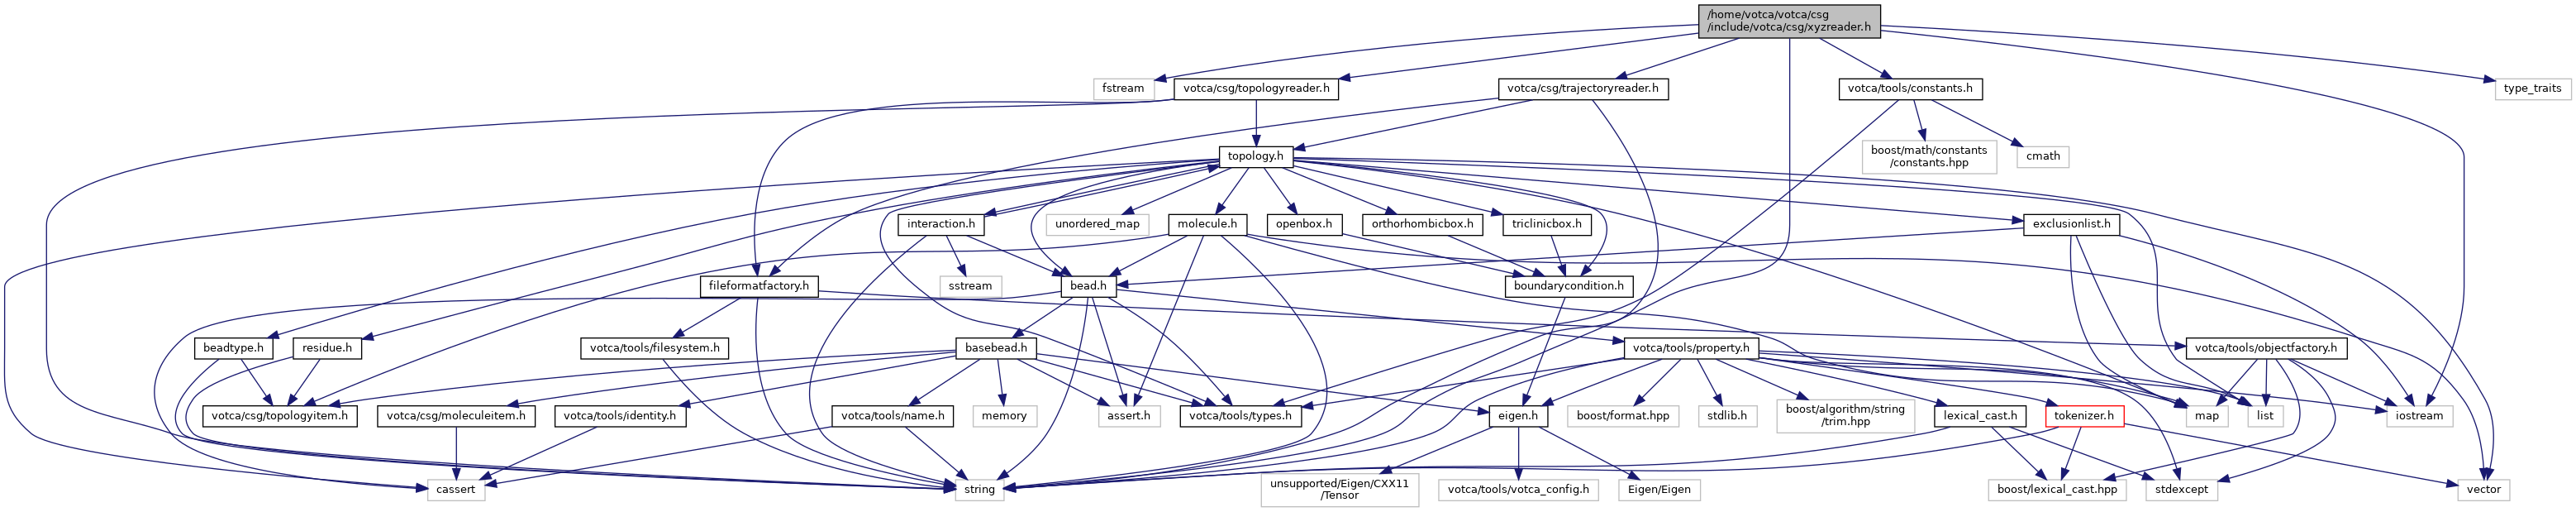 /home/votca/votca/csg
/include/votca/csg/xyzreader.h
fstream
votca/csg/topologyreader.h
votca/csg/trajectoryreader.h
votca/tools/constants.h
type_traits
topology.h
boost/math/constants
/constants.hpp
cmath
interaction.h
unordered_map
molecule.h
openbox.h
orthorhombicbox.h
triclinicbox.h
exclusionlist.h
fileformatfactory.h
sstream
bead.h
boundarycondition.h
beadtype.h
residue.h
votca/tools/filesystem.h
basebead.h
votca/tools/property.h
votca/tools/objectfactory.h
votca/csg/topologyitem.h
votca/csg/moleculeitem.h
votca/tools/identity.h
votca/tools/name.h
memory
assert.h
votca/tools/types.h
eigen.h
boost/format.hpp
stdlib.h
boost/algorithm/string
/trim.hpp
lexical_cast.h
tokenizer.h
map
list
iostream
cassert
string
unsupported/Eigen/CXX11
/Tensor
votca/tools/votca_config.h
Eigen/Eigen
boost/lexical_cast.hpp
stdexcept
vector